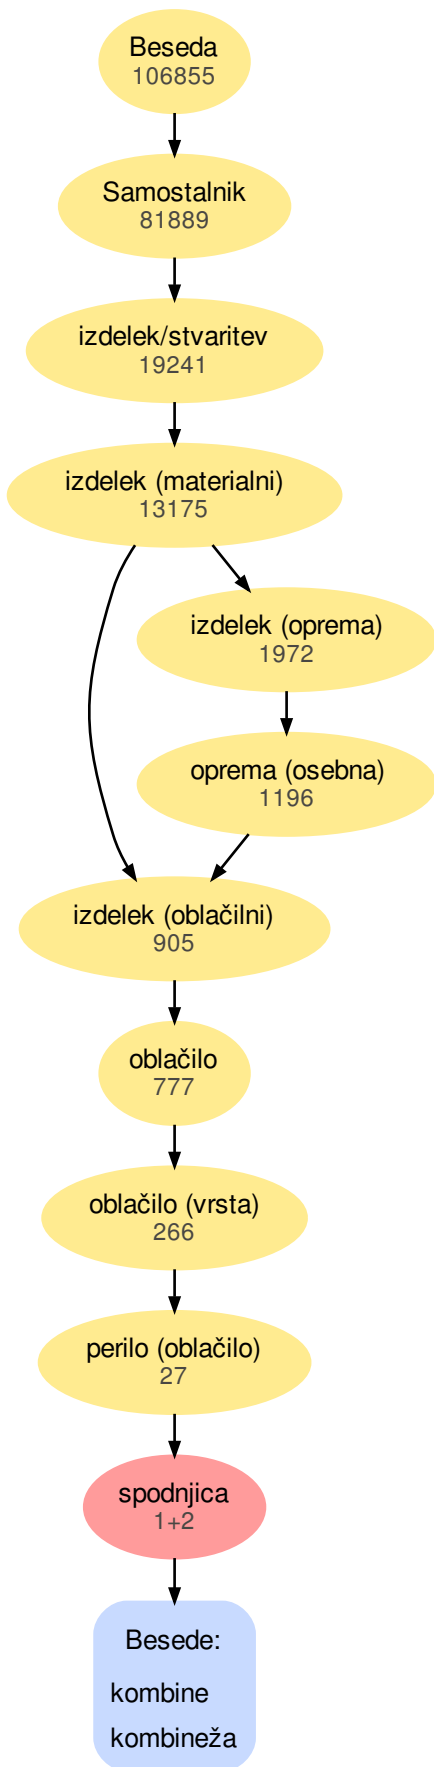 Beseda
106855
Samostalnik
81889
izdelek/stvaritev
19241
izdelek (materialni)
13175
izdelek (oprema)
1972
oprema (osebna)
1196
izdelek (oblačilni)
905
oblačilo
777
oblačilo (vrsta)
266
perilo (oblačilo)
27
spodnjica
1+2
Besede:
kombine
kombineža